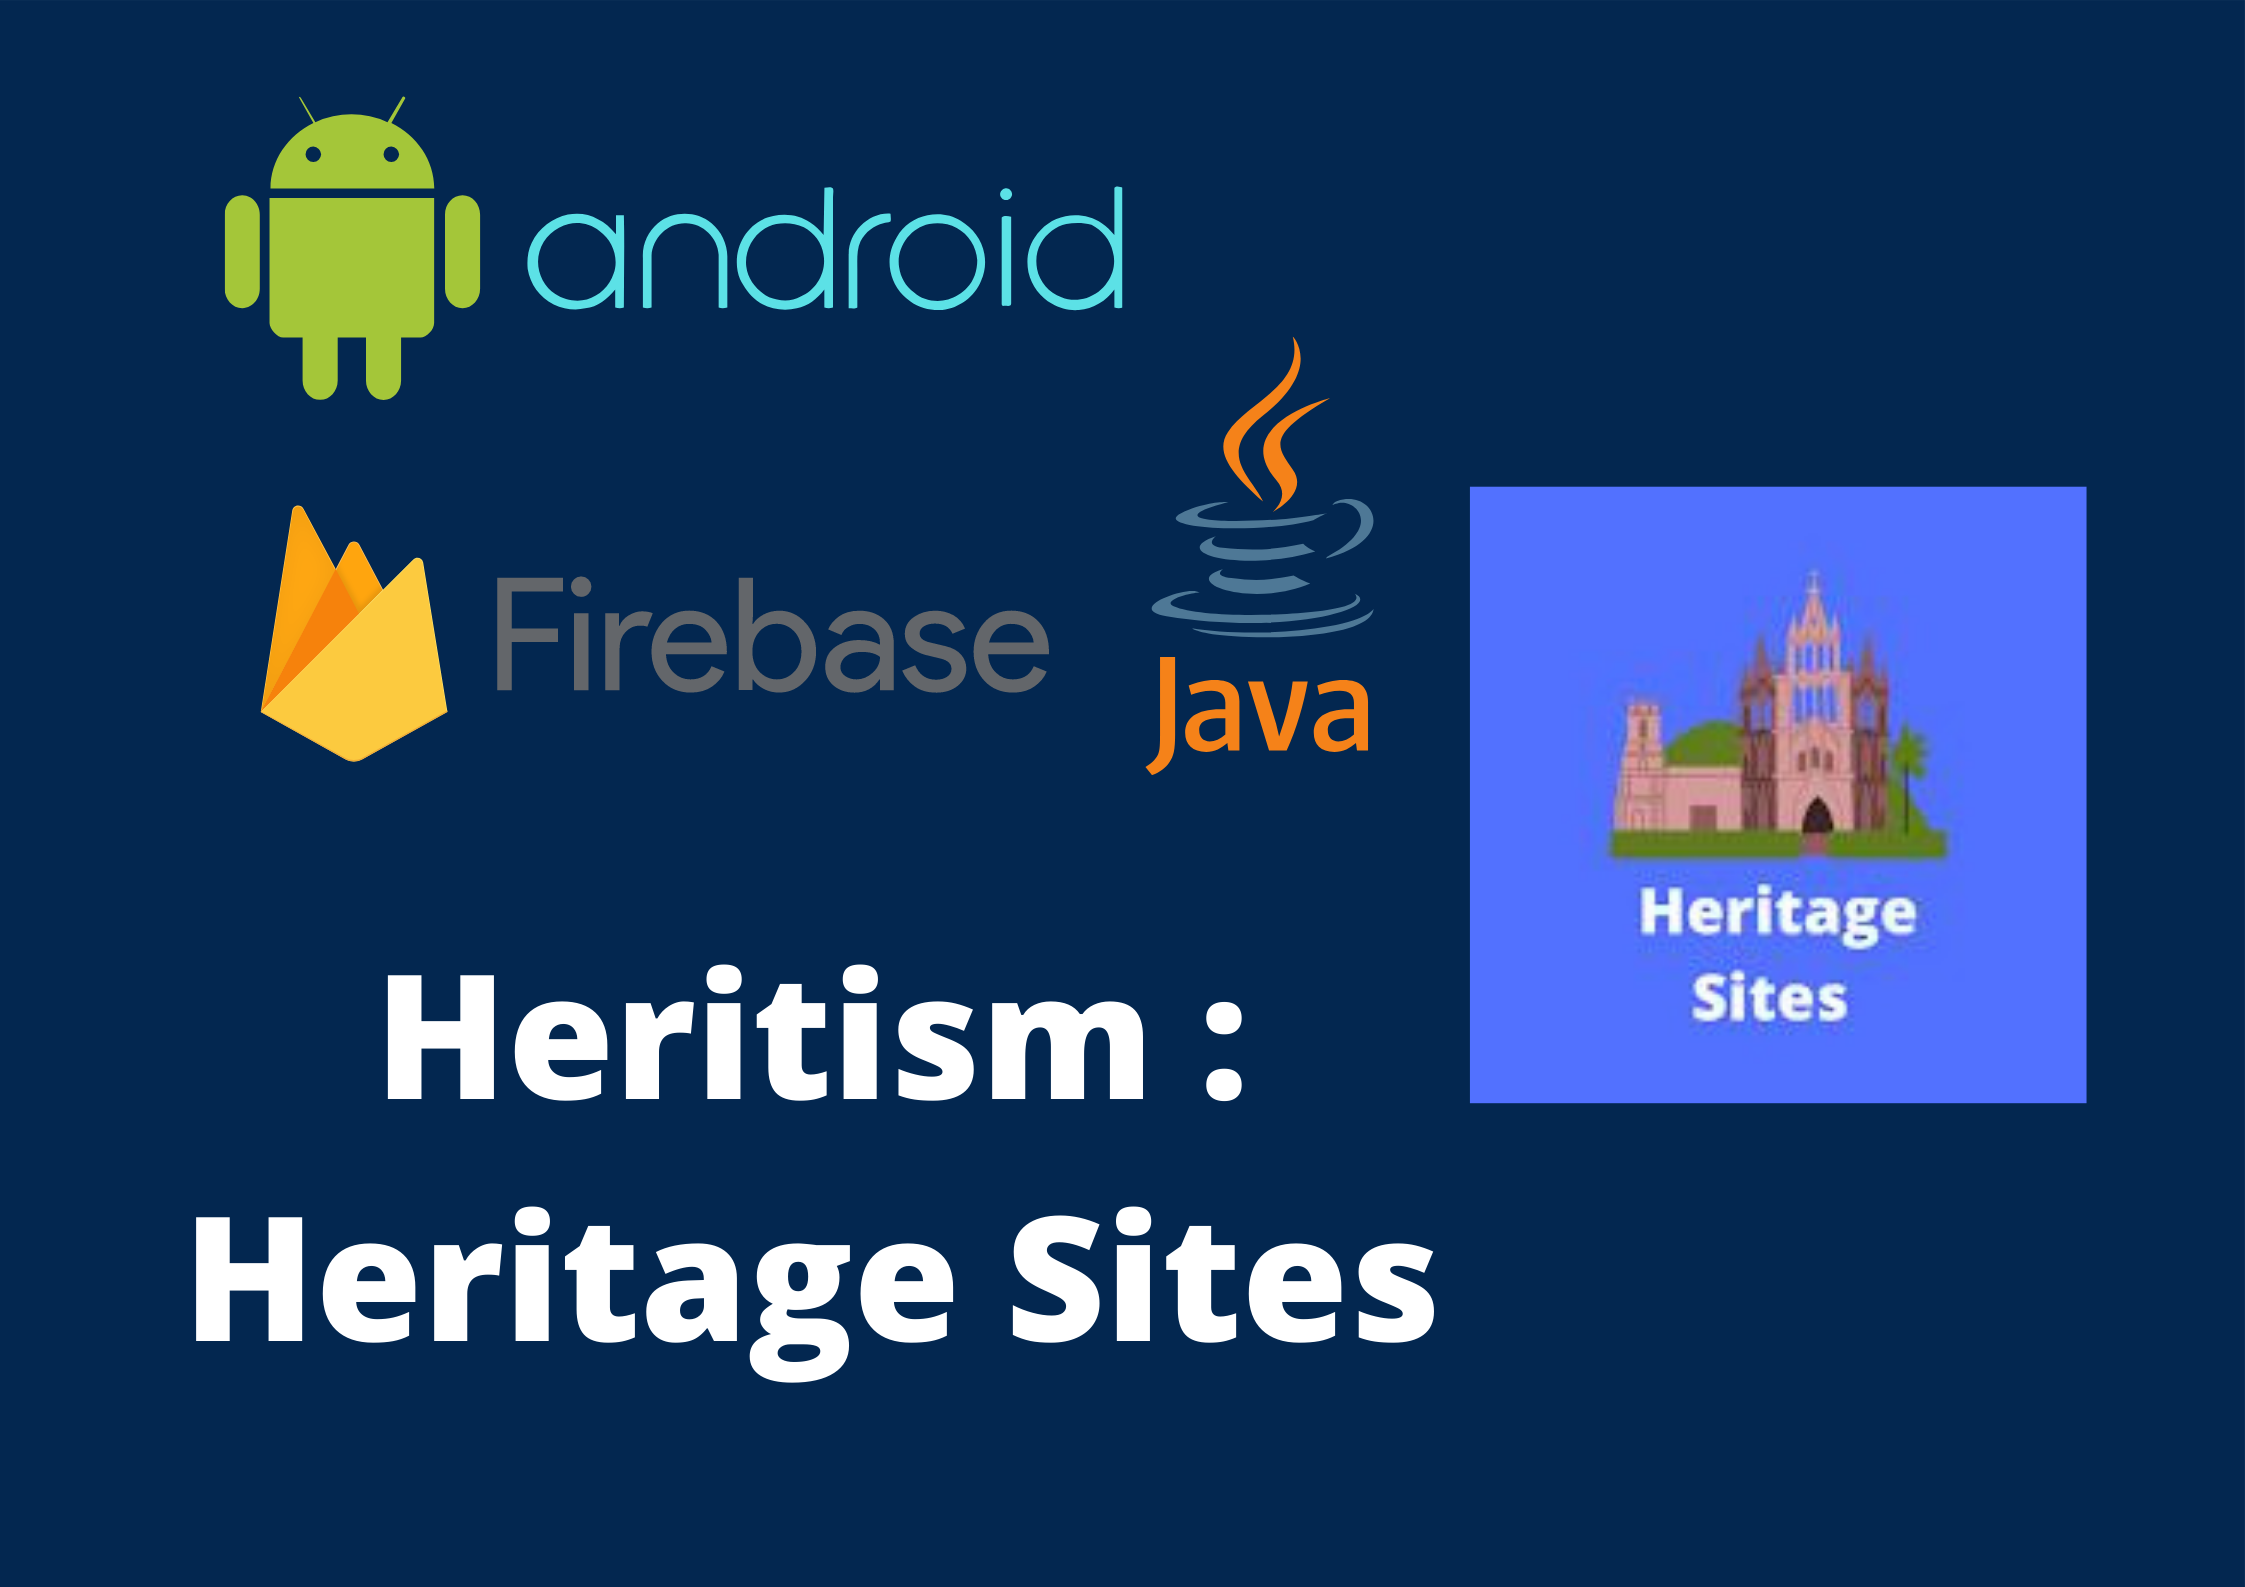 android
Firebase
Java
Heritage
Sites
Heritism :
Heritage Sites